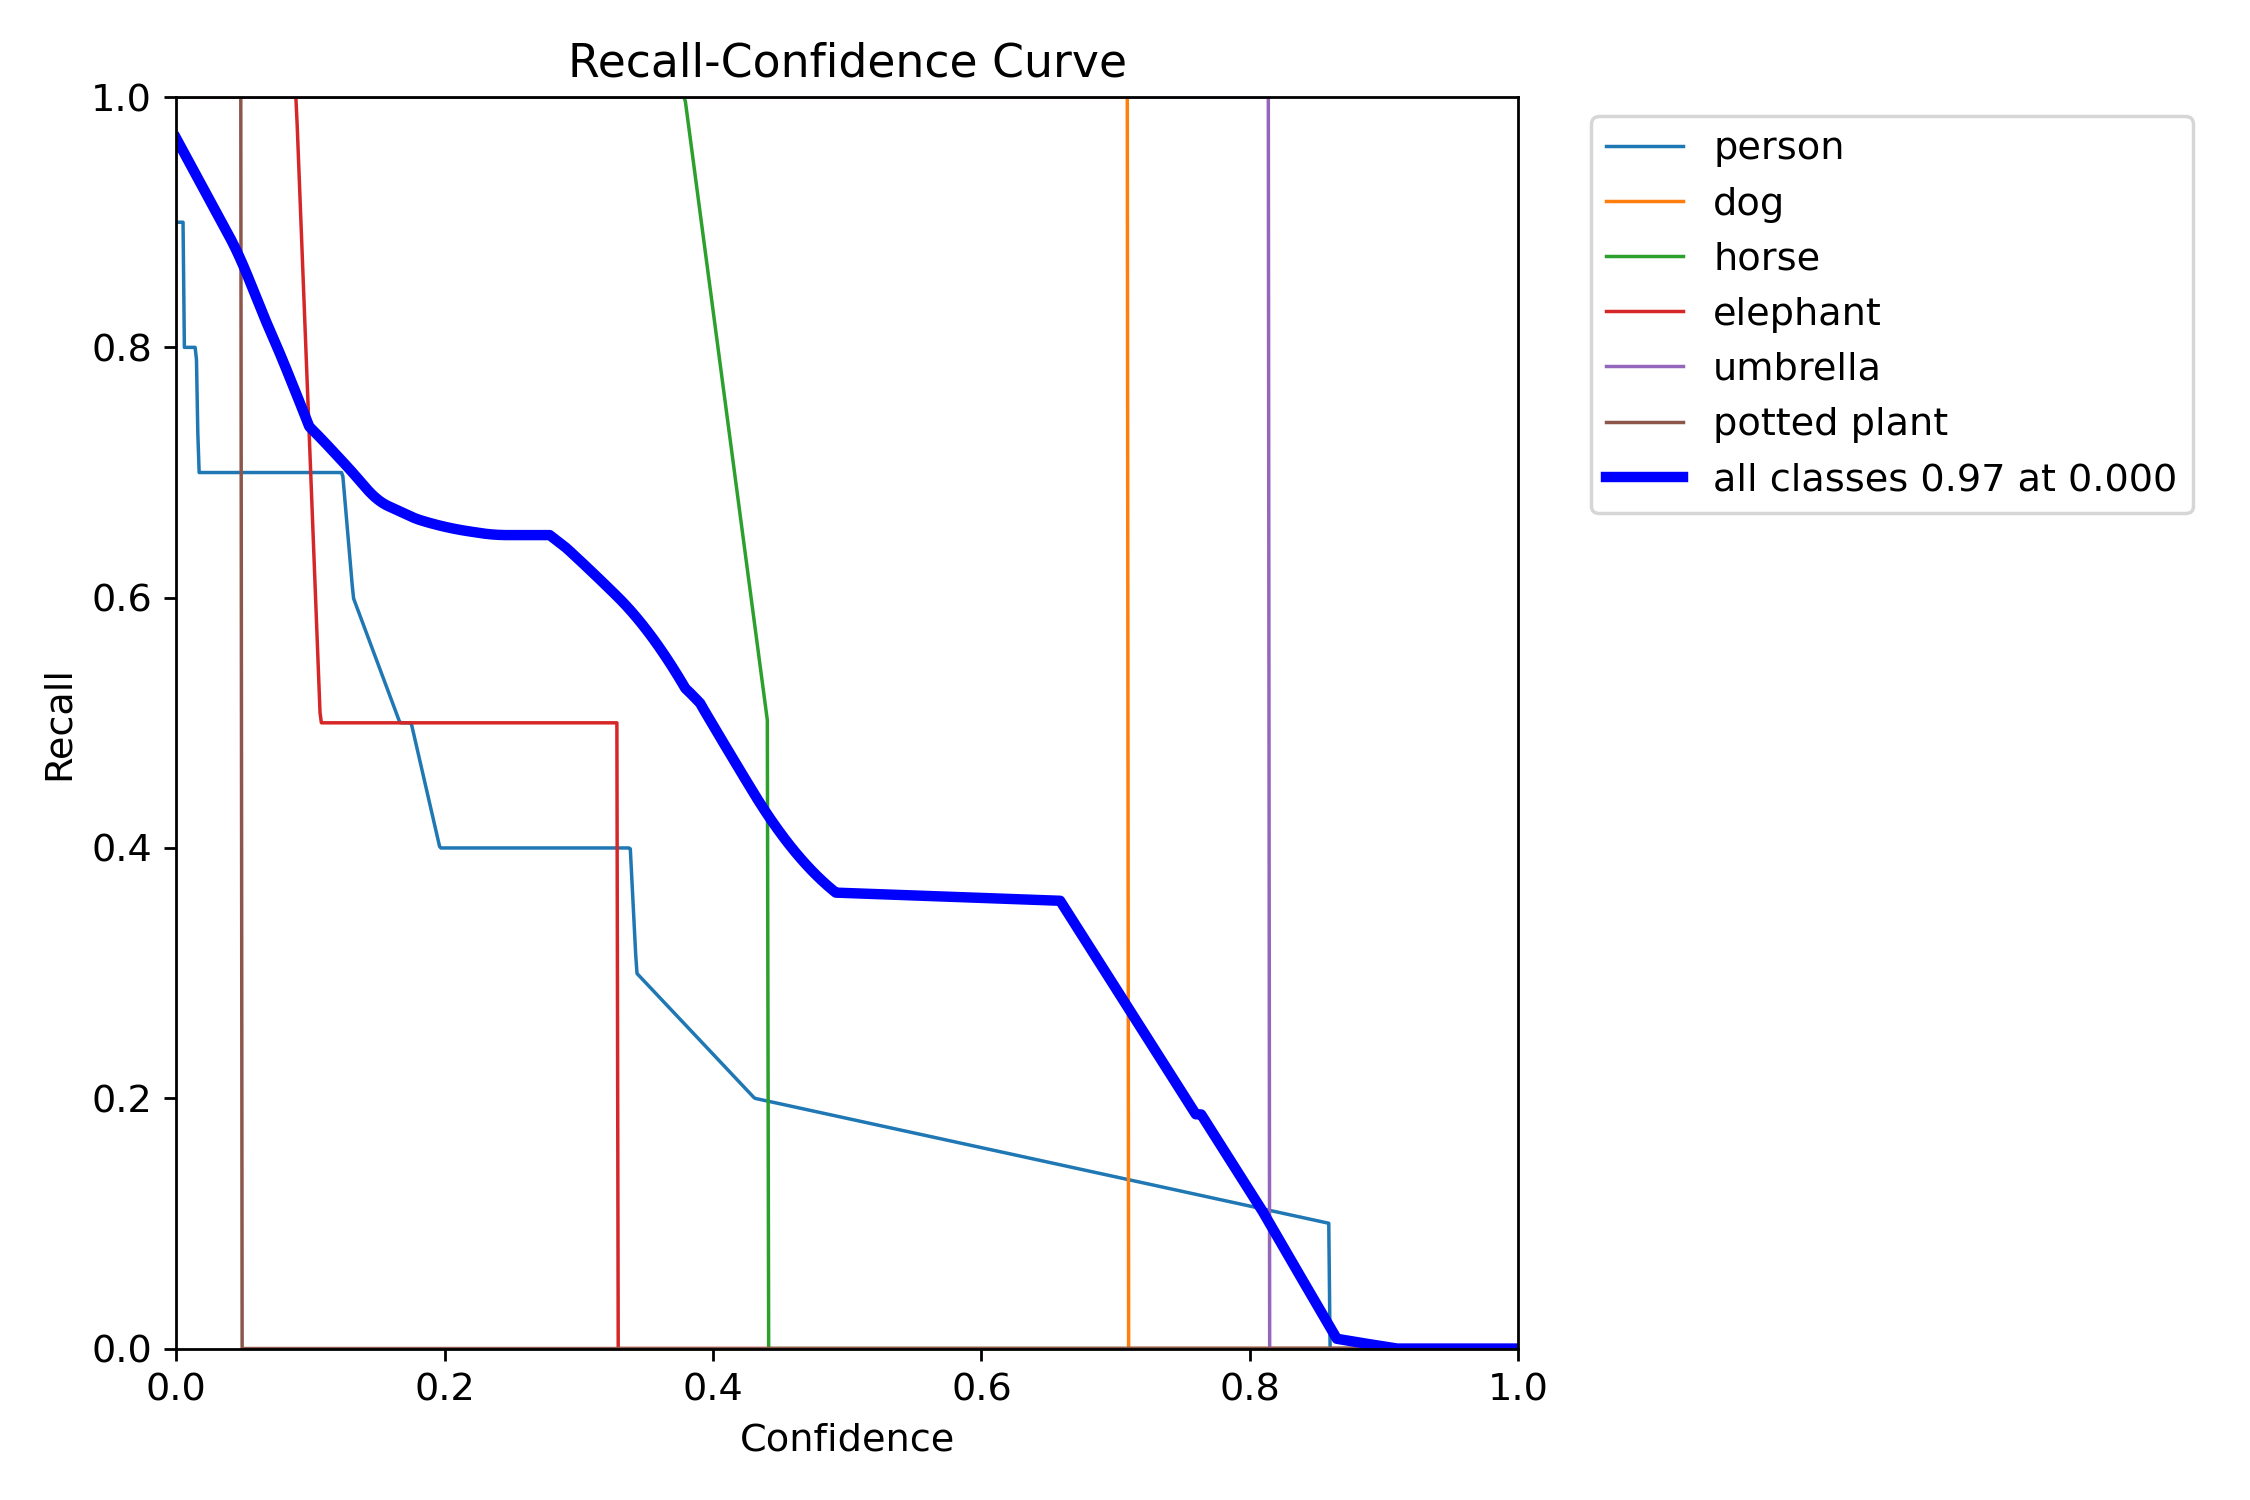 Recall-Confidence Curve
1.0
0.8
0.6
0.4
0.2
0.0
Recall
0.0 0.2 0.4 0.6 0.8 1.0
Confidence
person
dog
horse
elephant
umbrella
potted plant
all classes 0.97 at 0.000